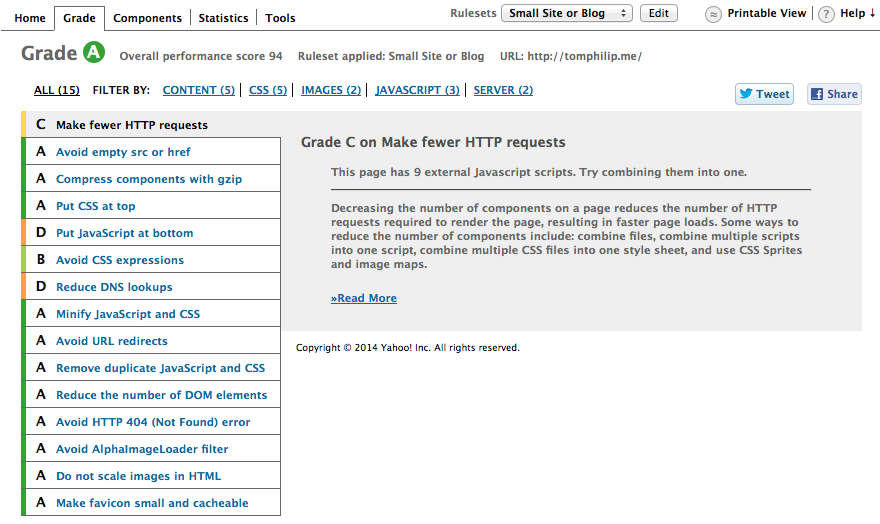 Home Grade Components Statistics Tools Rulesets Small Site or Blog Edit Printable View Help ↓
Grade A Overall performance score 94 Ruleset applied: Small Site or Blog URL: http://tomphilip.me/
ALL (15) FILTER BY: CONTENT (5) CSS (5) IMAGES (2) JAVASCRIPT (3) SERVER (2) Tweet Share
C Make fewer HTTP requests
A Avoid empty src or href
A Compress components with gzip
A Put CSS at top
D Put JavaScript at bottom
B Avoid CSS expressions
D Reduce DNS lookups
A Minify JavaScript and CSS
A Avoid URL redirects
A Remove duplicate JavaScript and CSS
A Reduce the number of DOM elements
A Avoid HTTP 404 (Not Found) error
A Avoid AlphaImageLoader filter
A Do not scale images in HTML
A Make favicon small and cacheable
Grade C on Make fewer HTTP requests
This page has 9 external Javascript scripts. Try combining them into one.
Decreasing the number of components on a page reduces the number of HTTP
requests required to render the page, resulting in faster page loads. Some ways to
reduce the number of components include: combine files, combine multiple scripts
into one script, combine multiple CSS files into one style sheet, and use CSS Sprites
and image maps.
»Read More
Copyright © 2014 Yahoo! Inc. All rights reserved.